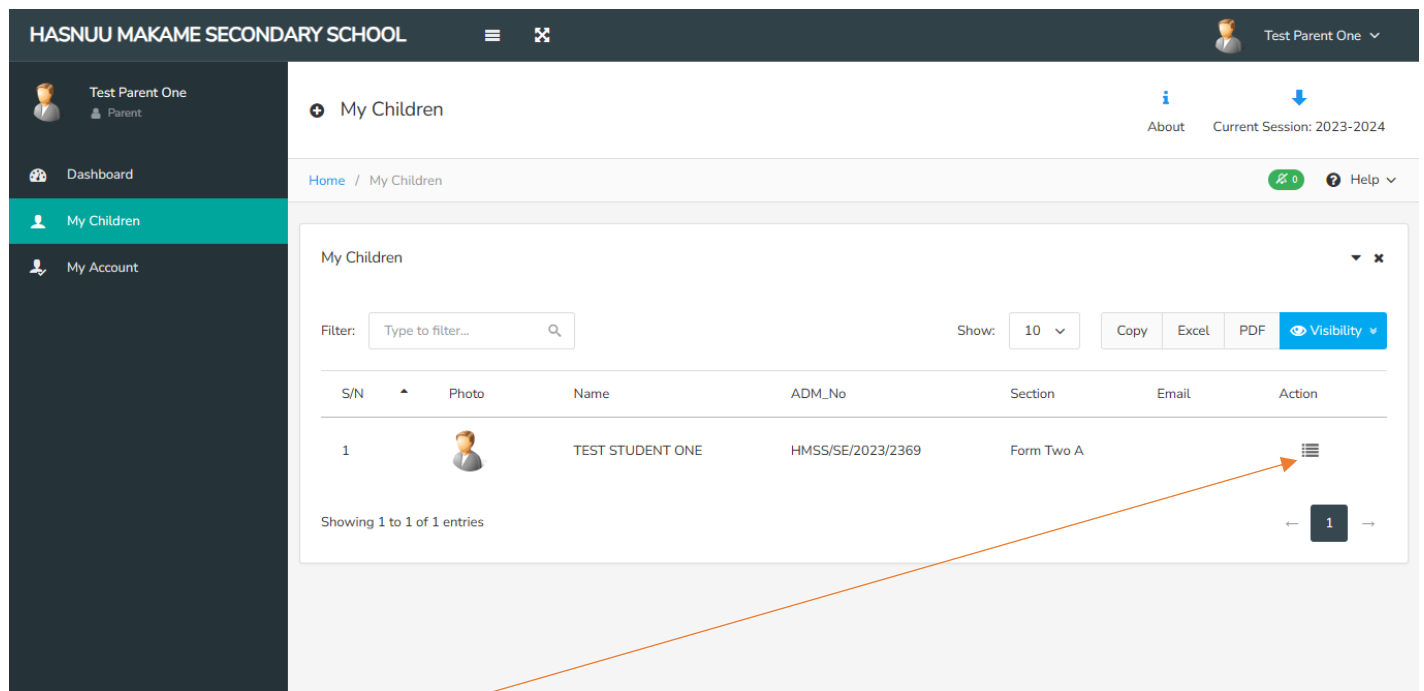 HASNUU MAKAME SECONDARY SCHOOL
Test Parent One
Test Parent One
Parent
Dashboard
My Children
My Account
My Children
About
Current Session: 2023-2024
Home / My Children
0
Help
My Children
Filter: Type to filter... Show: 10 Copy Excel PDF Visibility
S/N Photo Name ADM_No Section Email Action
1 TEST STUDENT ONE HMSS/SE/2023/2369 Form Two A
Showing 1 to 1 of 1 entries ← 1 →